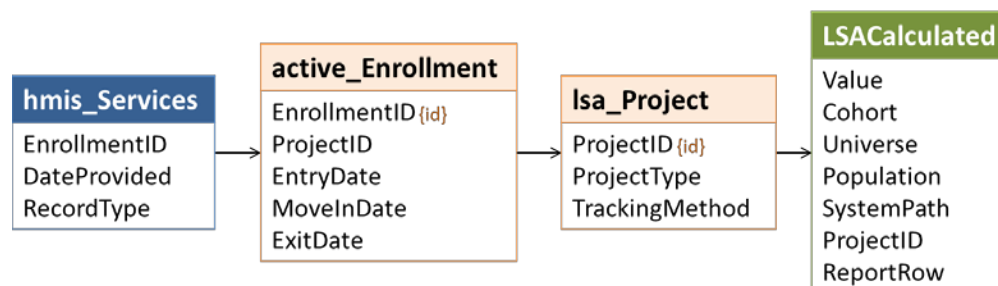 hmis_Services
EnrollmentID
DateProvided
RecordType
active_Enrollment
EnrollmentID {id}
ProjectID
EntryDate
MoveInDate
ExitDate
lsa_Project
ProjectID {id}
ProjectType
TrackingMethod
LSACalculated
Value
Cohort
Universe
Population
SystemPath
ProjectID
ReportRow